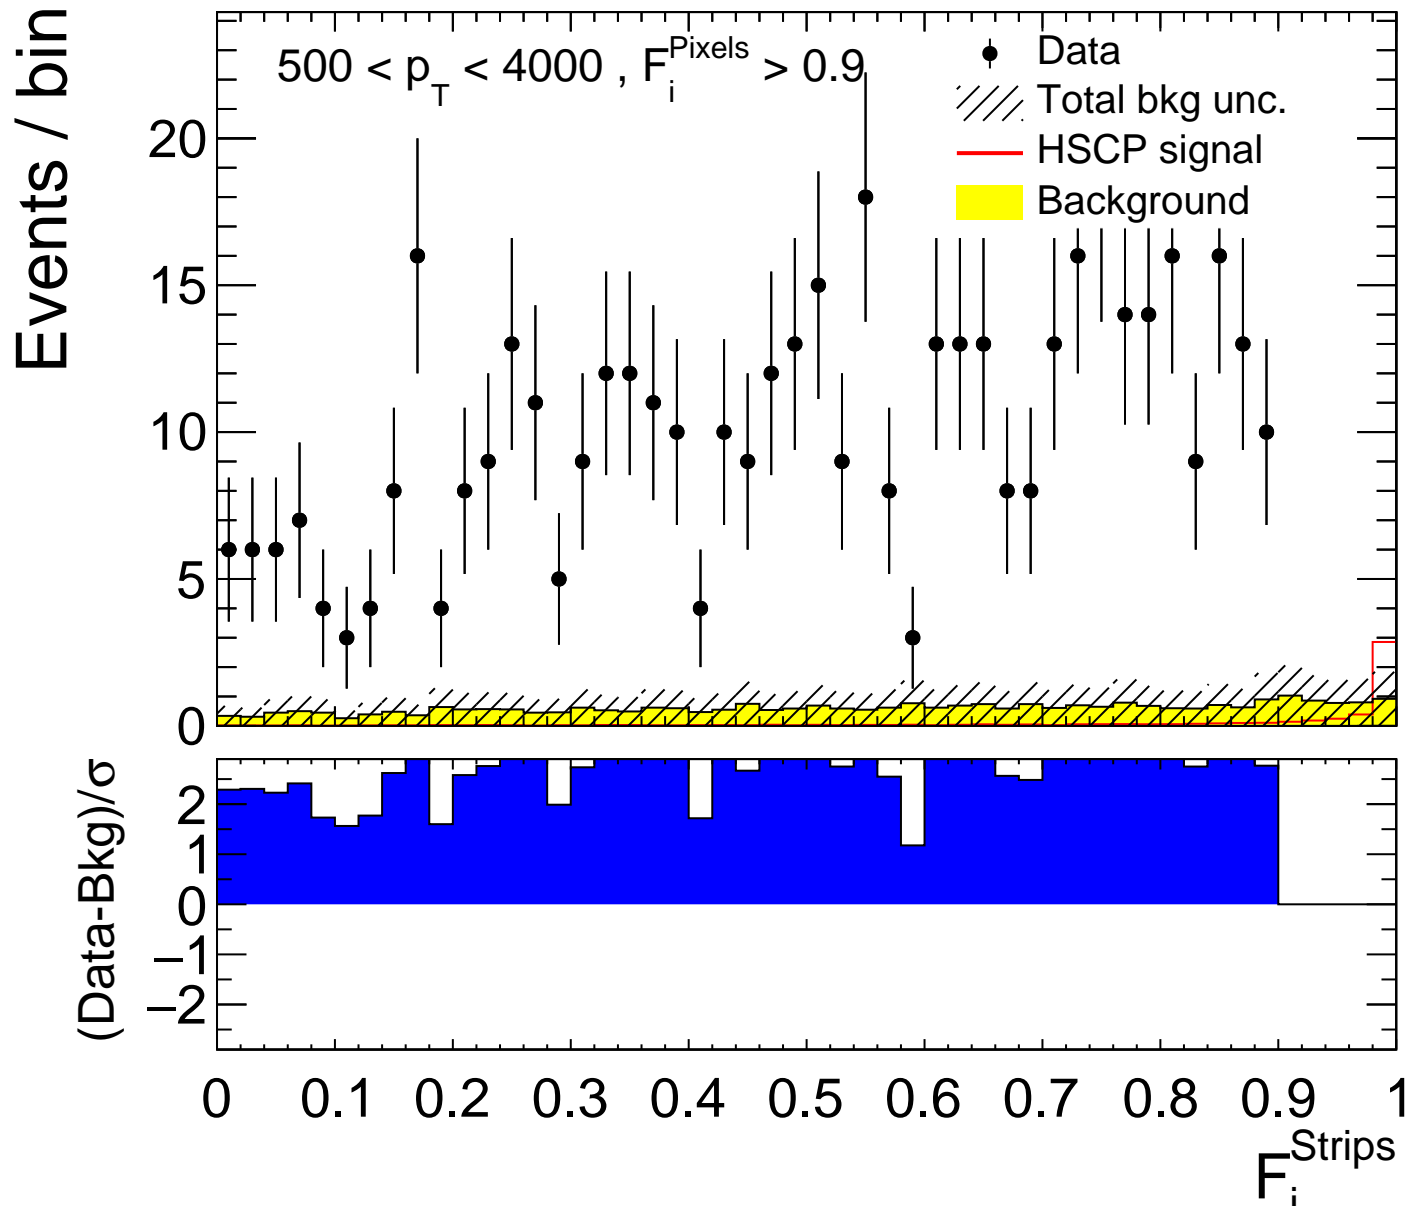 Events / bin
500 < p_T < 4000 , F_i^Pixels > 0.9
Data
Total bkg unc.
HSCP signal
Background
20
15
10
5
0
(Data-Bkg)/σ
2
1
0
−1
−2
0 0.1 0.2 0.3 0.4 0.5 0.6 0.7 0.8 0.9 1
F_i^Strips